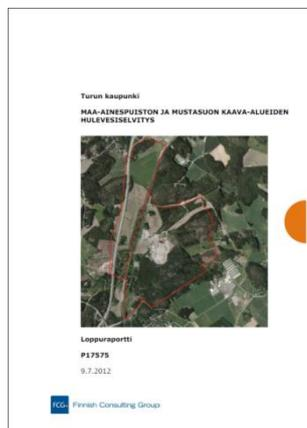 Turun kaupunki
MAA-AINESPUISTON JA MUSTASUON KAAVA-ALUEIDEN
HULEVESISELVITYS
Loppuraportti
P17575
9.7.2012
FCG Finnish Consulting Group